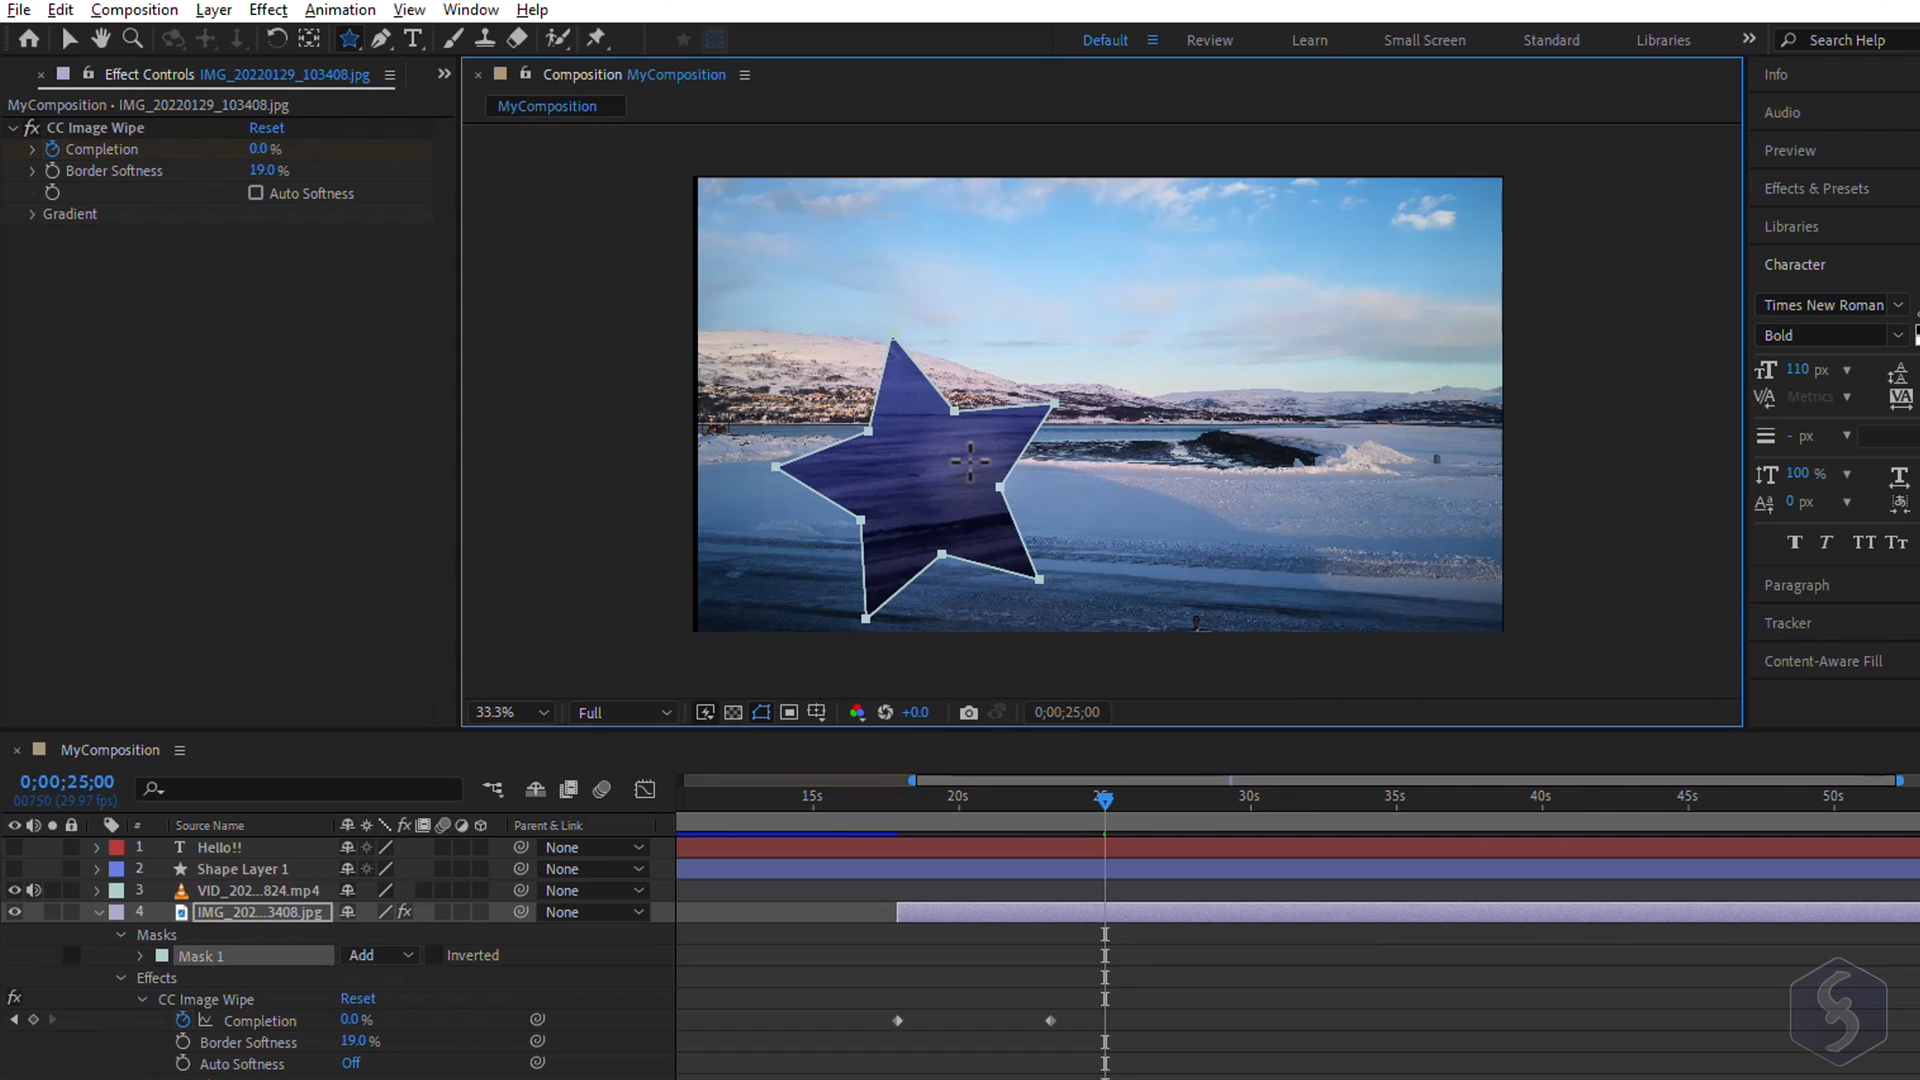 File Edit Composition Layer Effect Animation View Window Help
Default Review Learn Small Screen Standard Libraries Search Help
Effect Controls IMG_20220129_103408.jpg
MyComposition • IMG_20220129_103408.jpg
fx CC Image Wipe Reset
Completion 0.0 %
Border Softness 19.0 %
Auto Softness
Gradient
Composition MyComposition
MyComposition
33.3% Full +0.0 0;00;25;00
Info
Audio
Preview
Effects & Presets
Libraries
Character
Times New Roman
Bold
110 px
Metrics
- px
100 %
0 px
T T TT Tт
Paragraph
Tracker
Content-Aware Fill
MyComposition
0;00;25;00
00750 (29.97 fps)
15s 20s 30s 35s 40s 45s 50s
# Source Name fx Parent & Link
1 T Hello!! None
2 Shape Layer 1 None
3 VID_202...824.mp4 None
4 IMG_202...3408.jpg fx None
Masks
Mask 1 Add Inverted
Effects
fx CC Image Wipe Reset
Completion 0.0 %
Border Softness 19.0 %
Auto Softness Off